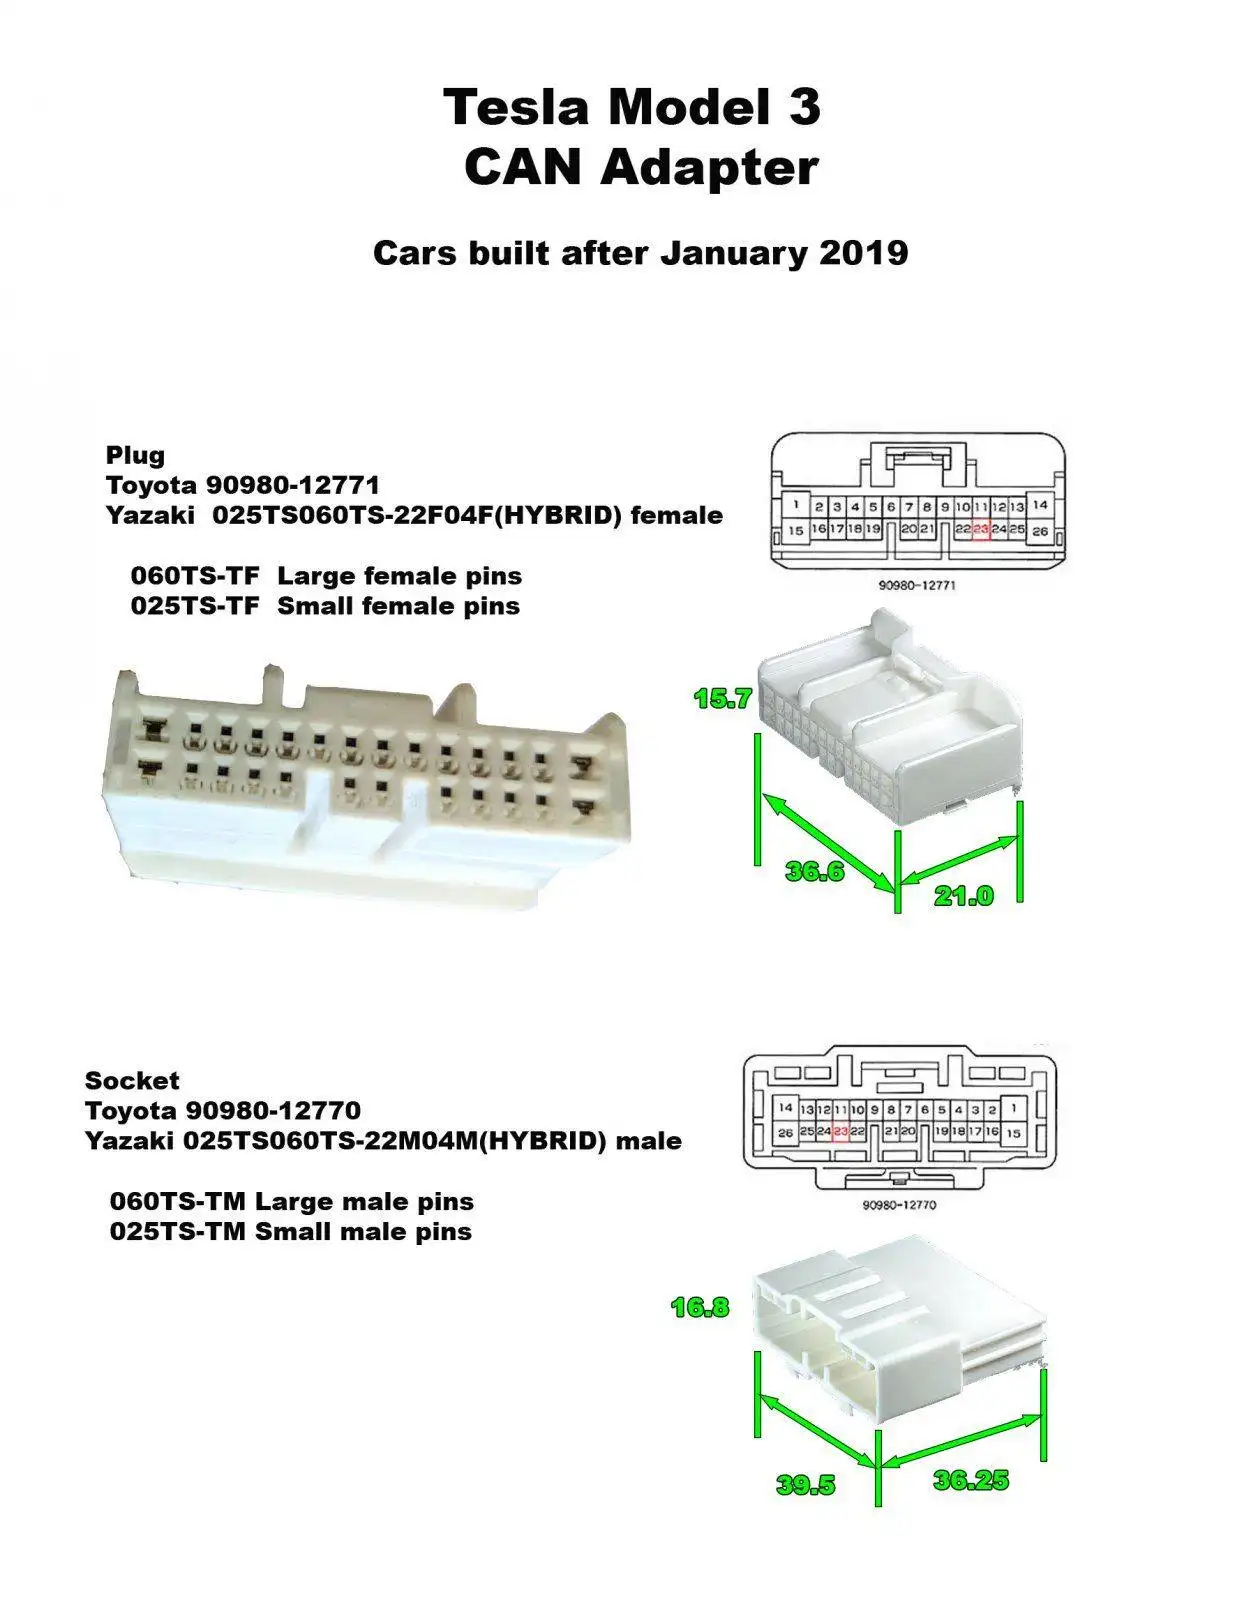 Tesla Model 3
CAN Adapter
Cars built after January 2019
Plug
Toyota 90980-12771
Yazaki 025TS060TS-22F04F(HYBRID) female
060TS-TF Large female pins
025TS-TF Small female pins
1 2 3 4 5 6 7 8 9 10 11 12 13 14
15 16 17 18 19 20 21 22 23 24 25 26
90980-12771
15.7
36.6
21.0
Socket
Toyota 90980-12770
Yazaki 025TS060TS-22M04M(HYBRID) male
060TS-TM Large male pins
025TS-TM Small male pins
14 13 12 11 10 9 8 7 6 5 4 3 2 1
26 25 24 23 22 21 20 19 18 17 16 15
90980-12770
16.8
39.5
36.25